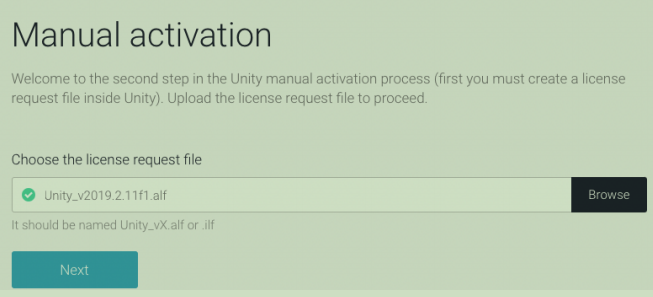 Manual activation
Welcome to the second step in the Unity manual activation process (first you must create a license
request file inside Unity). Upload the license request file to proceed.
Choose the license request file
Unity_v2019.2.11f1.alf
Browse
It should be named Unity_vX.alf or .ilf
Next